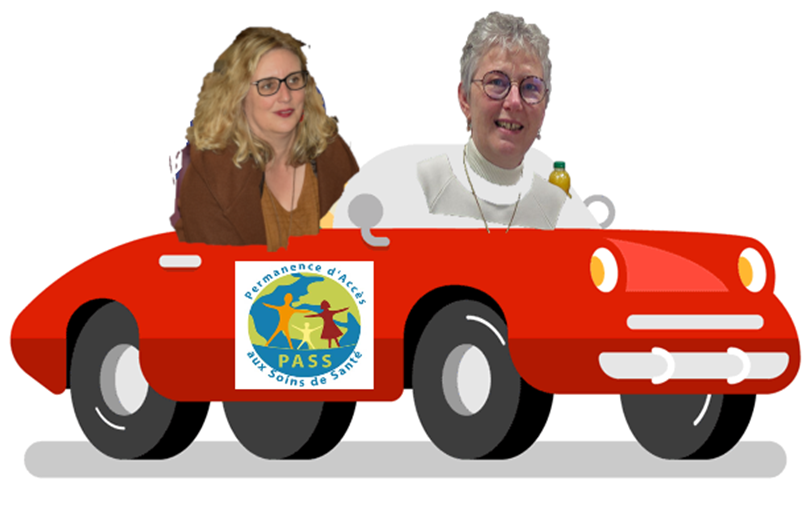 Permanence d'Accès
PASS
aux Soins de Santé